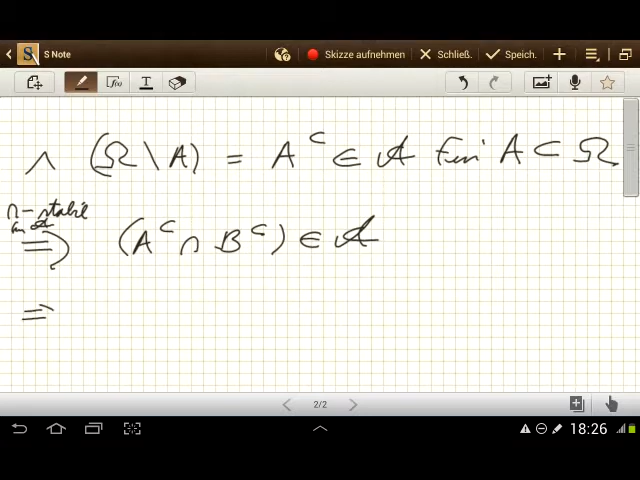 S Note
Skizze aufnehmen
Schließ.
Speich.
f(x)
T
∧ (Ω \ A) = A^C ∈ 𝒜 für A ⊂ Ω
∩-stabil
⇒ (A^C ∩ B^C) ∈ 𝒜
⇒
2/2
18:26